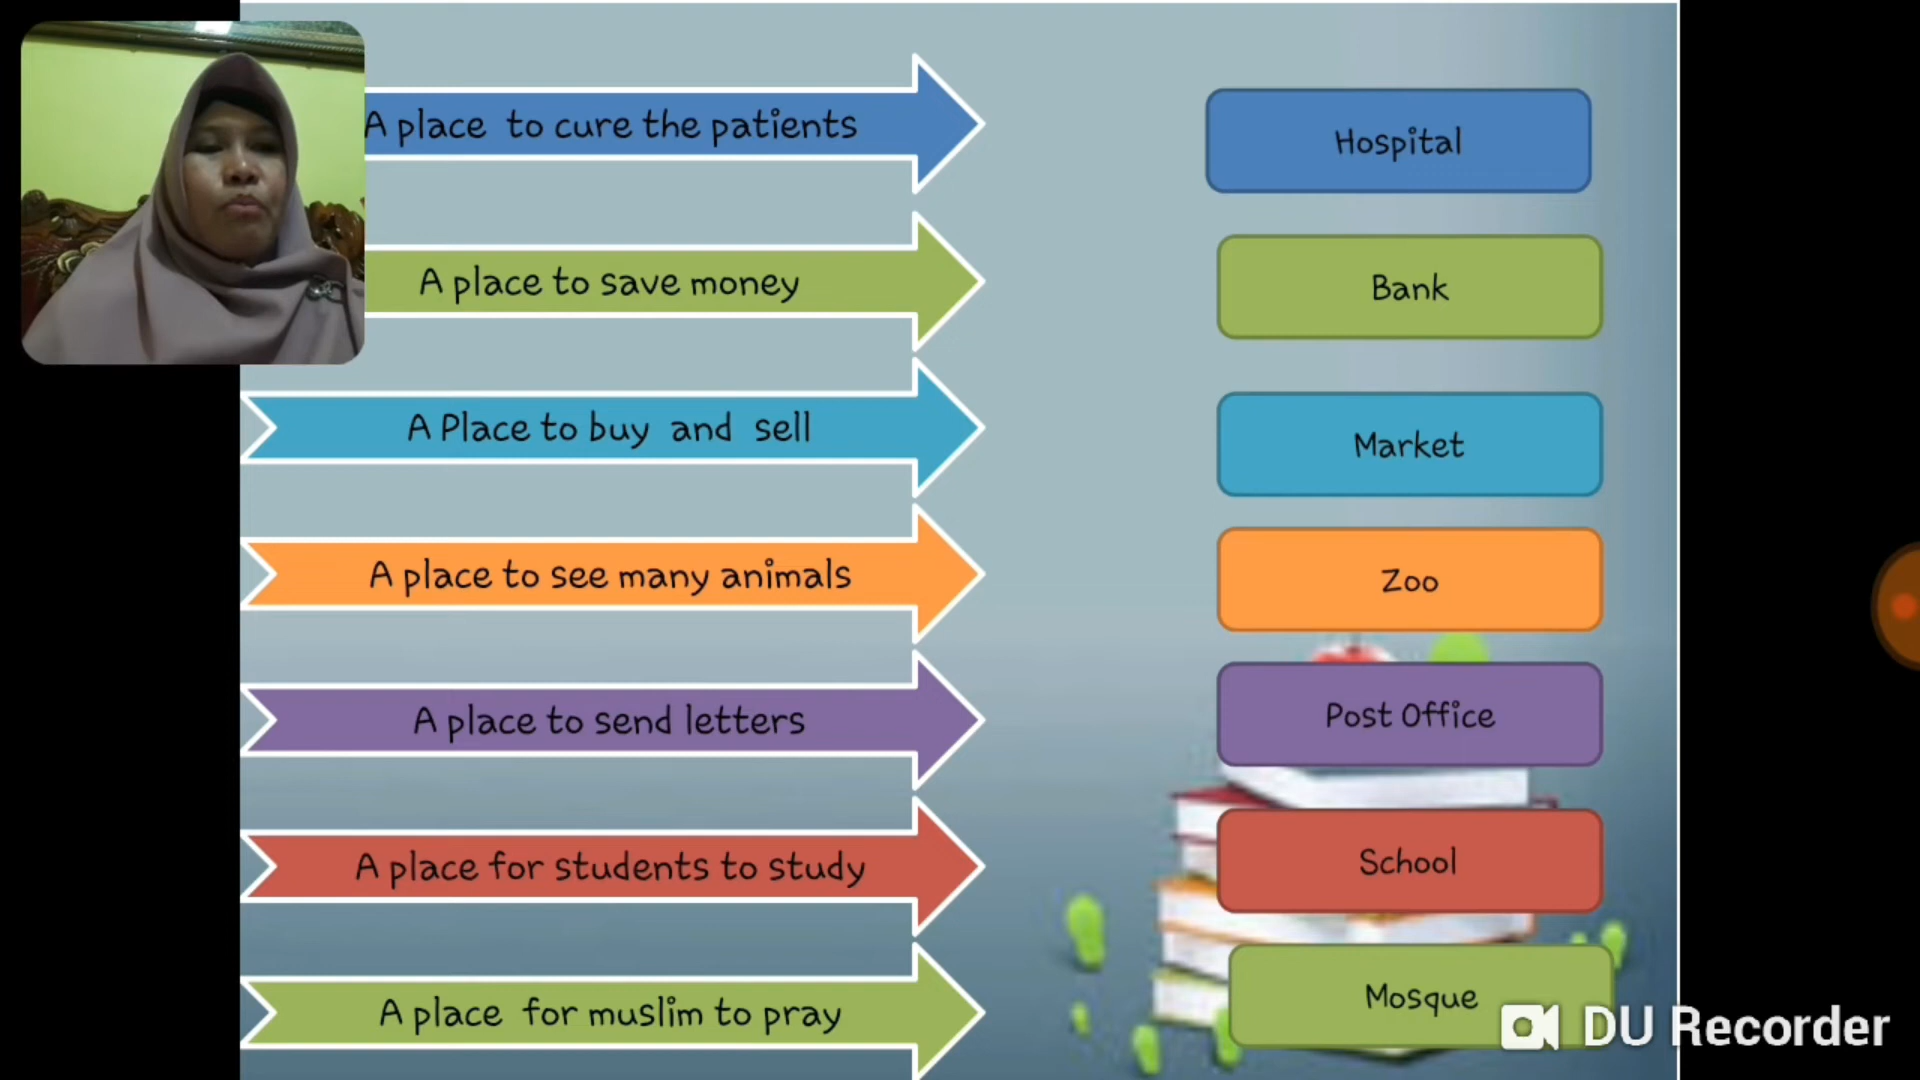 A place to cure the patients
Hospital
A place to save money
Bank
A Place to buy and sell
Market
A place to see many animals
Zoo
A place to send letters
Post Office
A place for students to study
School
A place for muslim to pray
Mosque
DU Recorder